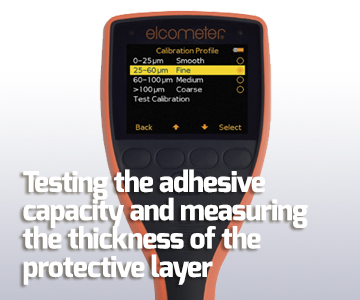 elcometer
Calibration Profile
0-25µm Smooth
25-60µm Fine
60-100µm Medium
>100µm Coarse
Test Calibration
Back Select
Testing the adhesive
capacity and measuring
the thickness of the
protective layer